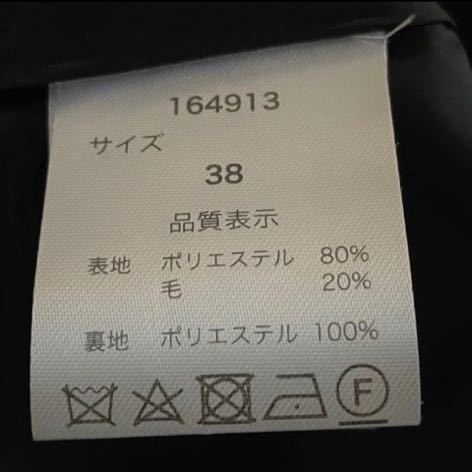 164913
サイズ
38
品質表示
表地 ポリエステル 80%
毛 20%
裏地 ポリエステル 100%
F